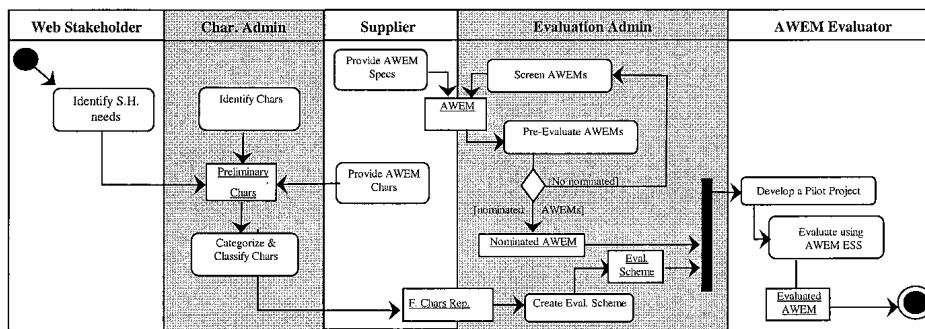 Web Stakeholder
Char. Admin
Supplier
Evaluation Admin
AWEM Evaluator
Provide AWEM
Specs
Screen AWEMs
Identify S.H.
needs
Identify Chars
AWEM
Pre-Evaluate AWEMs
Preliminary
Chars
Provide AWEM
Chars
[No nominated]
Develop a Pilot Project
[nominated AWEMs]
Categorize &
Classify Chars
Nominated AWEM
Evaluate using
AWEM ESS
Eval.
Scheme
F. Chars Rep.
Create Eval. Scheme
Evaluated
AWEM